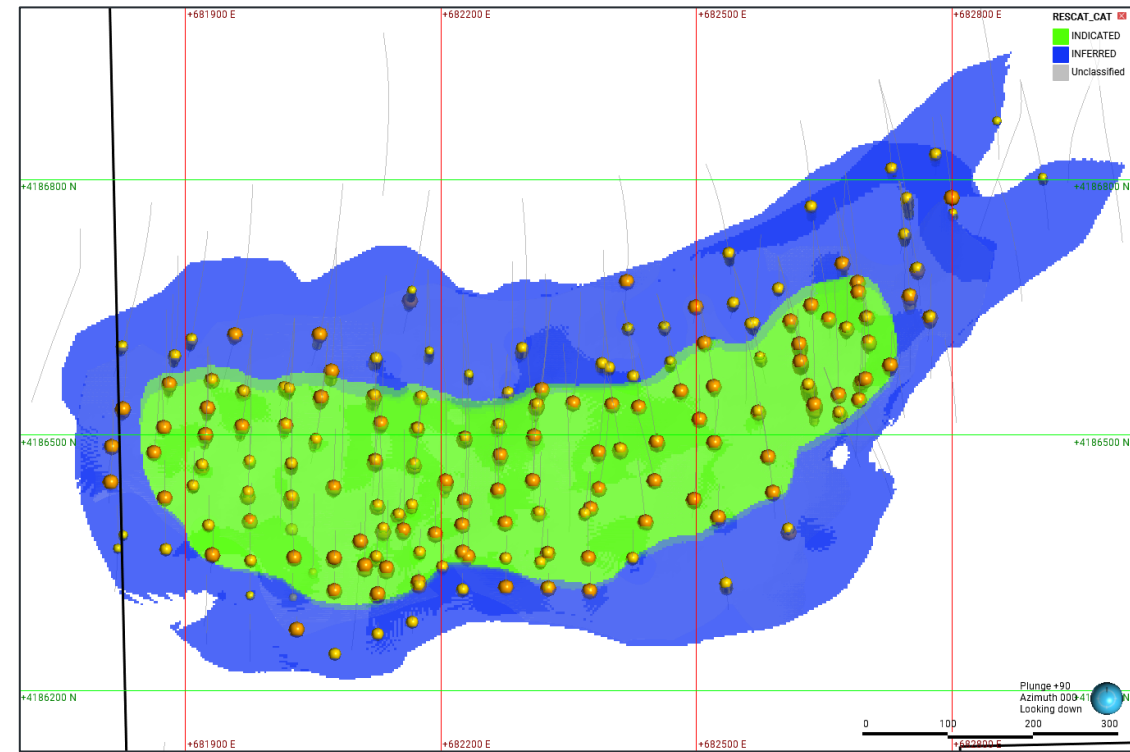 +681900 E
+682200 E
+682500 E
+682800 E
RESCAT_CAT
INDICATED
INFERRED
Unclassified
+4186800 N
+4186800 N
+4186500 N
+4186500 N
+4186200 N
Plunge +90
Azimuth 000
Looking down
0
100
200
300
+681900 E
+682200 E
+682500 E
+682800 E